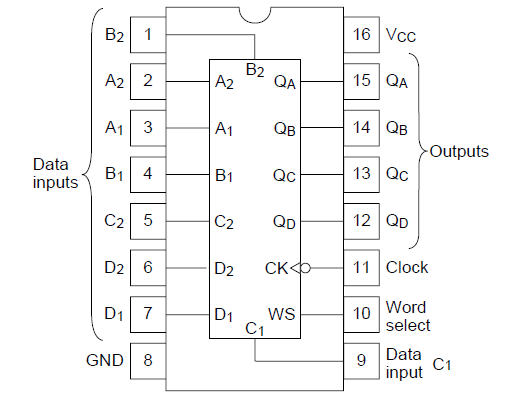 B2 1 16 VCC
B2
A2 2 A2 QA 15 QA
A1 3 A1 QB 14 QB
Data
inputs
Outputs
B1 4 B1 QC 13 QC
C2 5 C2 QD 12 QD
D2 6 D2 CK 11 Clock
D1 7 D1 WS 10 Word
select
C1
GND 8 9 Data
input C1